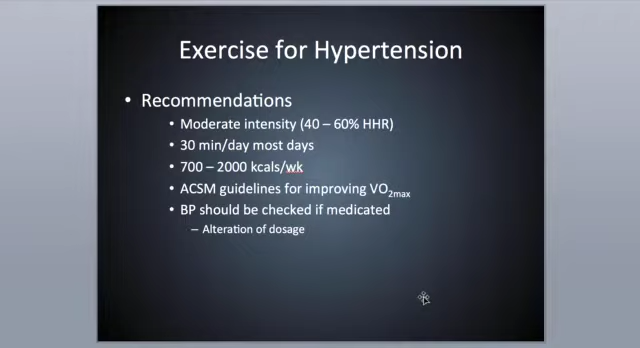 Exercise for Hypertension
• Recommendations
• Moderate intensity (40 – 60% HHR)
• 30 min/day most days
• 700 – 2000 kcals/wk
• ACSM guidelines for improving VO2max
• BP should be checked if medicated
– Alteration of dosage